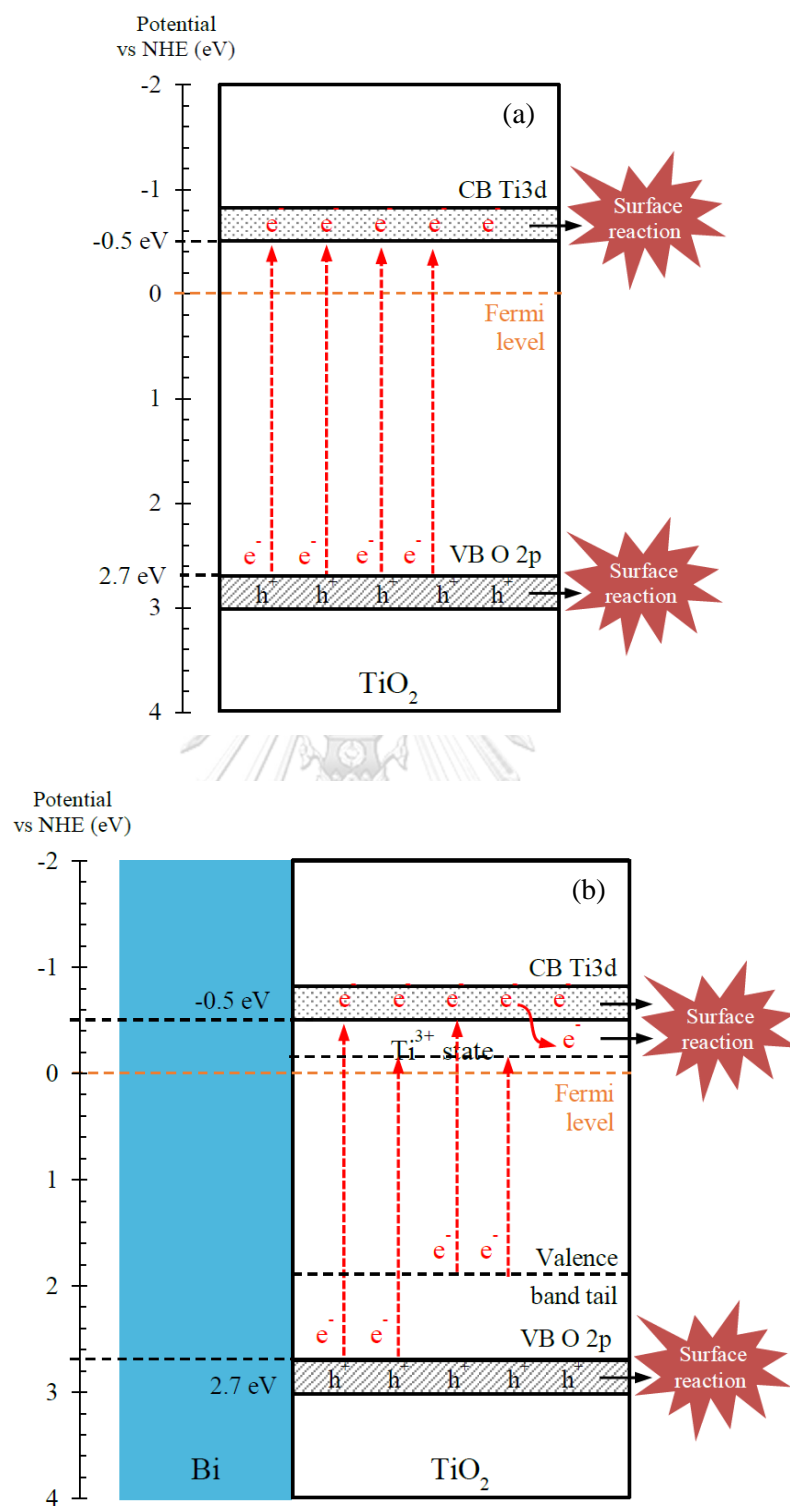 Potential
vs NHE (eV)
(a)
-2
-1
0
1
2
3
4
CB Ti3d
e⁻ e⁻ e⁻ e⁻ e⁻
-0.5 eV
Surface
reaction
Fermi
level
e⁻ e⁻ e⁻ e⁻
VB O 2p
2.7 eV
h⁺ h⁺ h⁺ h⁺ h⁺
Surface
reaction
TiO₂
Potential
vs NHE (eV)
(b)
-2
-1
0
1
2
3
4
CB Ti3d
-0.5 eV
e⁻ e⁻ e⁻ e⁻ e⁻
e⁻
Surface
reaction
Ti³⁺ state
Fermi
level
e⁻ e⁻
Valence
band tail
e⁻ e⁻
VB O 2p
h⁺ h⁺ h⁺ h⁺ h⁺
2.7 eV
Surface
reaction
Bi
TiO₂